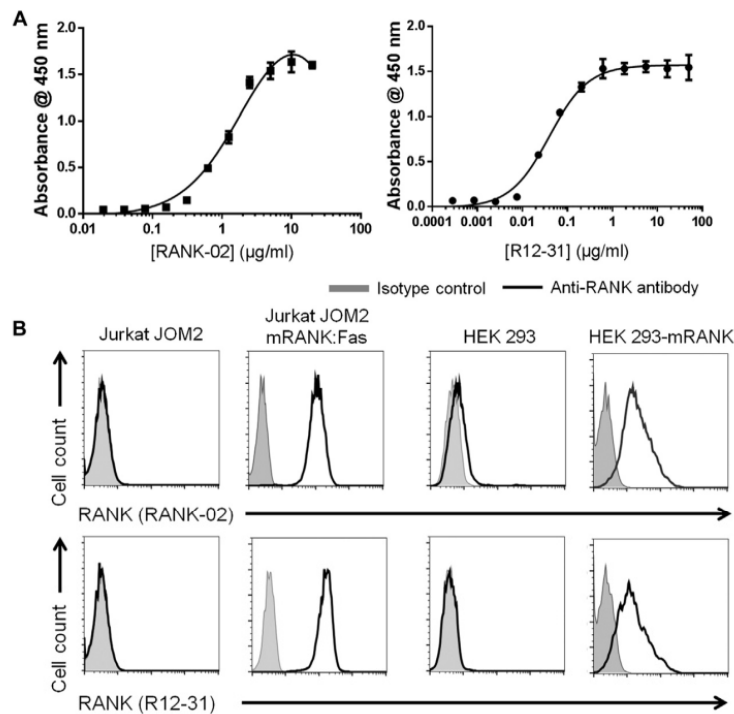 A
Absorbance @ 450 nm
2.0
1.5
1.0
0.5
0.0
0.01 0.1 1 10 100
[RANK-02] (µg/ml)
Absorbance @ 450 nm
2.0
1.5
1.0
0.5
0.0
0.0001 0.001 0.01 0.1 1 10 100
[R12-31] (µg/ml)
Isotype control
Anti-RANK antibody
B
Jurkat JOM2
Jurkat JOM2
mRANK:Fas
HEK 293
HEK 293-mRANK
Cell count
RANK (RANK-02)
Cell count
RANK (R12-31)